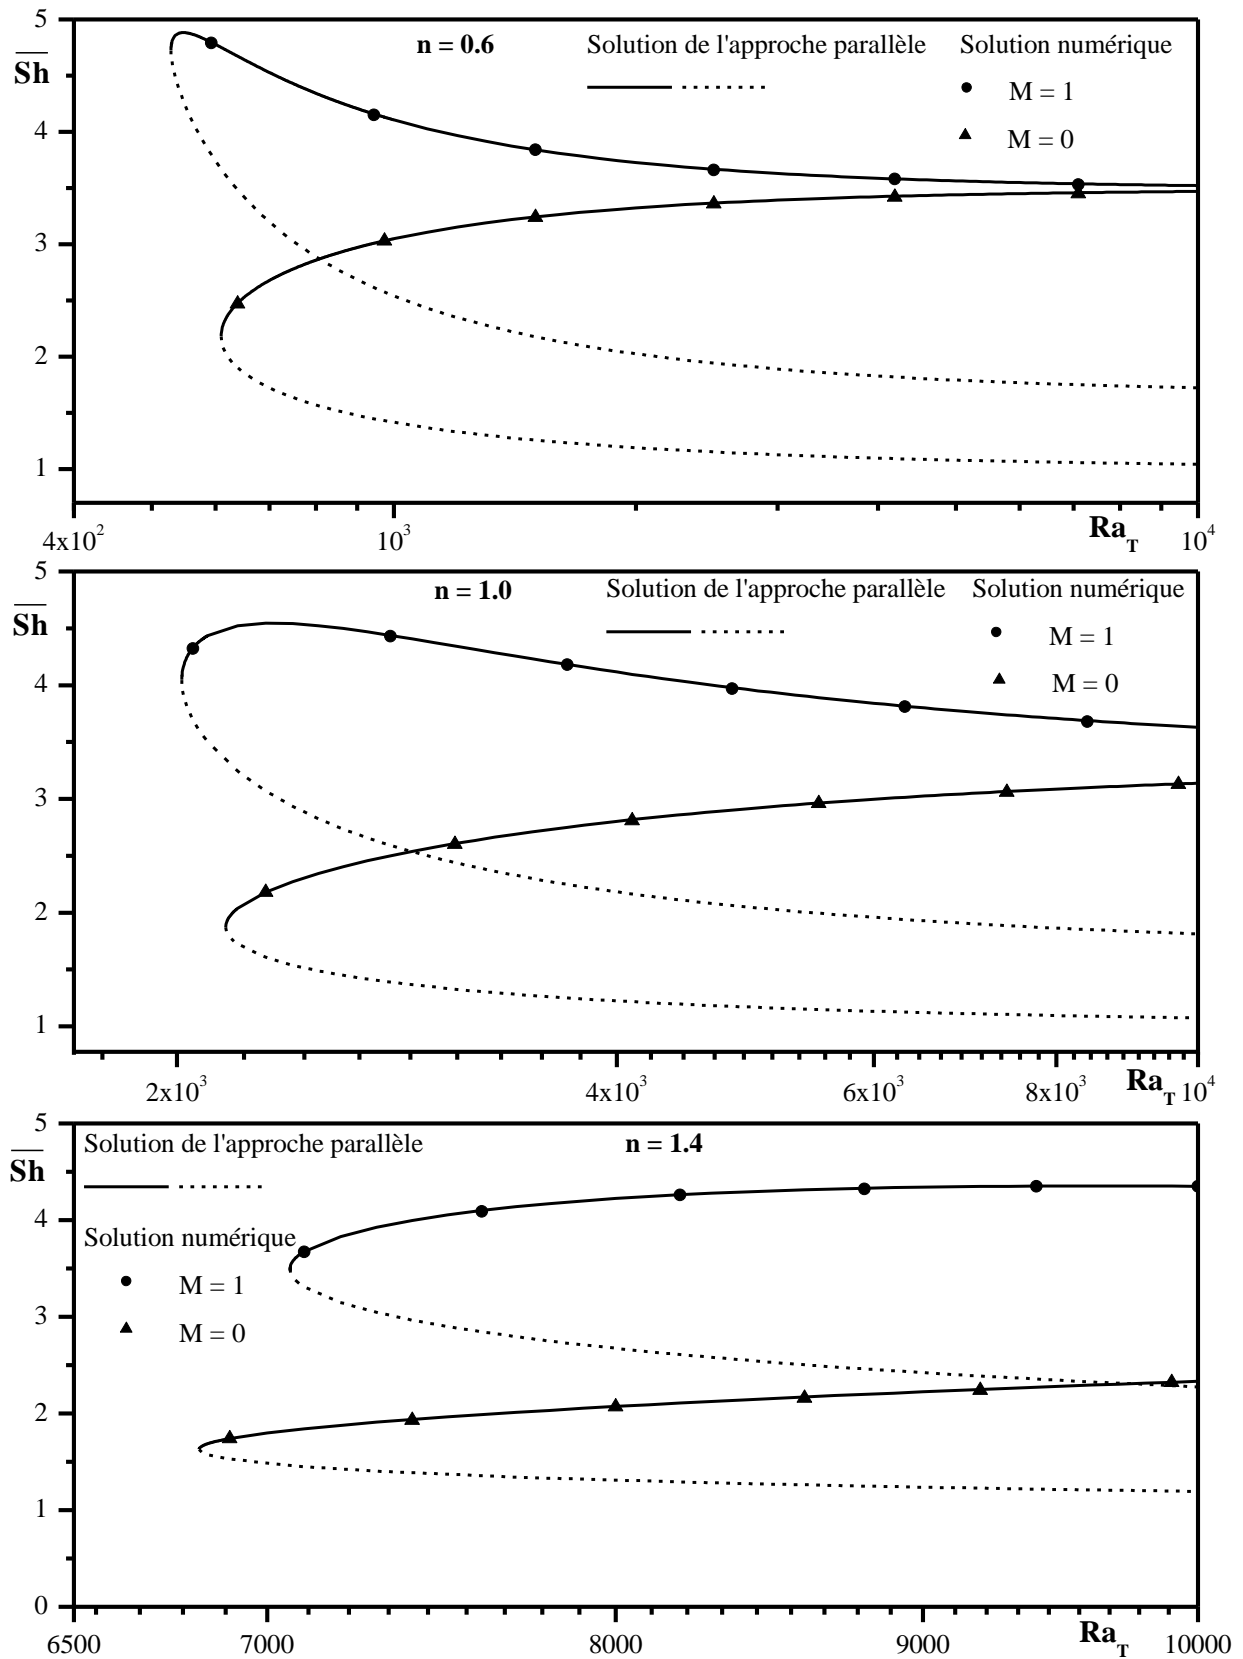 5
n = 0.6 Solution de l'approche parallèle Solution numérique
Sh
M = 1
4
M = 0
3
2
1
4x10² 10³ Ra_T 10⁴
5
n = 1.0 Solution de l'approche parallèle Solution numérique
Sh
M = 1
4
M = 0
3
2
1
2x10³ 4x10³ 6x10³ 8x10³ Ra_T 10⁴
5
Solution de l'approche parallèle n = 1.4
Sh
4
Solution numérique
M = 1
3
M = 0
2
1
0
6500 7000 8000 9000 Ra_T 10000